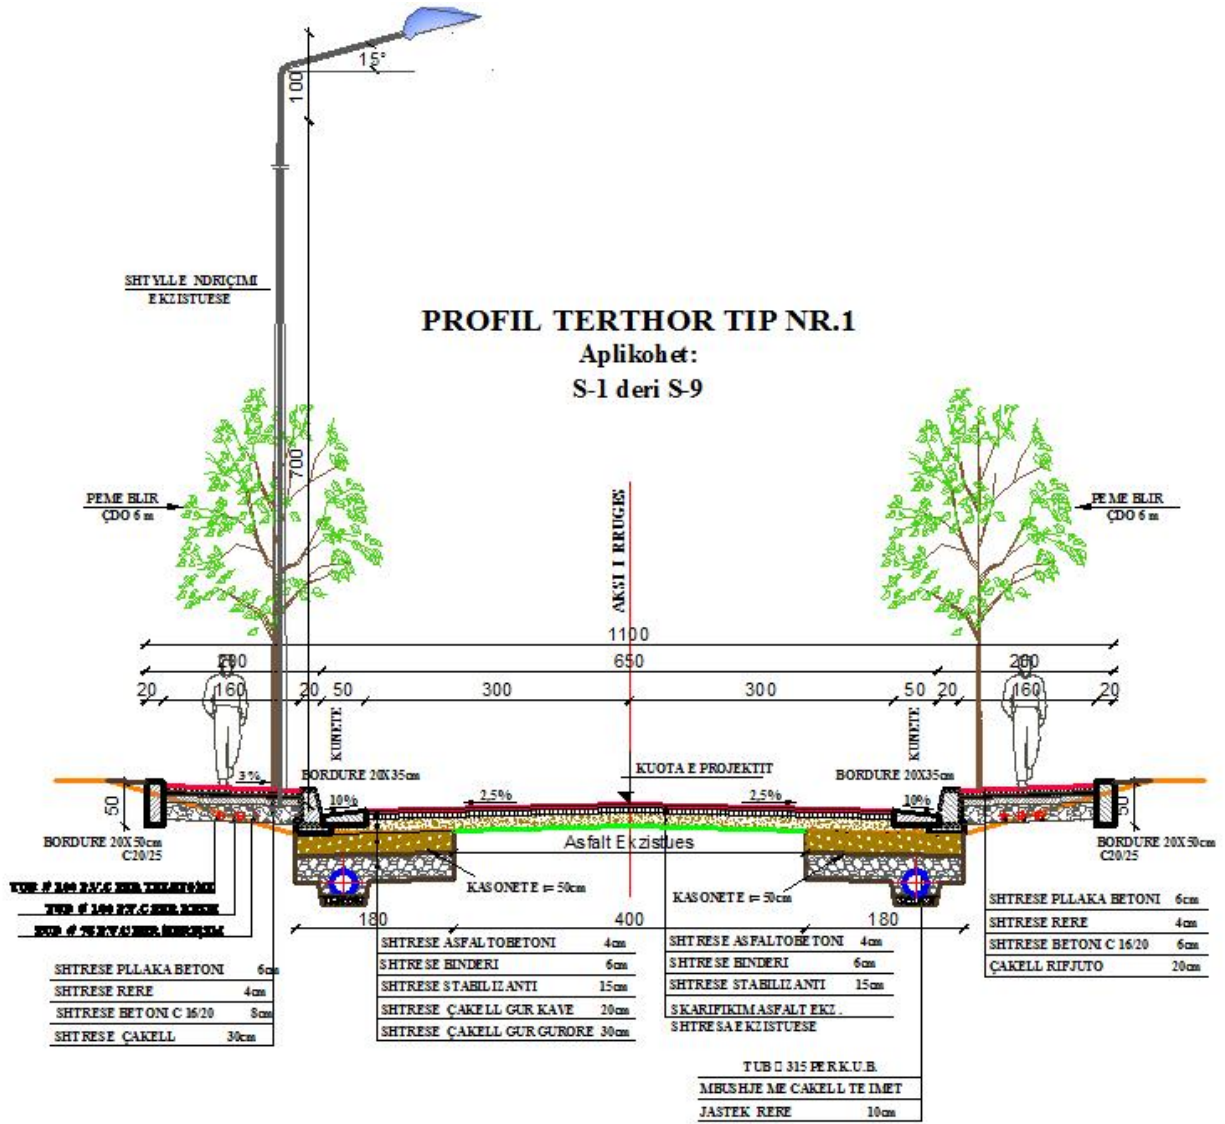 15°
100
SHTYLLE NDRIÇIMI
EKZISTUESE
PROFIL TERTHOR TIP NR.1
Aplikohet:
S-1 deri S-9
700
PEME BLIR
ÇDO 6 m
AKSI I RRUGES
PEME BLIR
ÇDO 6 m
1100
200 650 200
20 160 20 50 300 300 50 20 160 20
KUNETE
KUNETE
3%
BORDURE 20X35cm
KUOTA E PROJEKTIT
BORDURE 20X35cm
10% 2,5% 2,5% 10%
50
50
BORDURE 20X50cm
C20/25
Asfalt Ekzistues
BORDURE 20X50cm
C20/25
KASONETE t=50cm
KASONETE t=50cm
180 400 180
SHTRESE PLLAKA BETONI 6cm
SHTRESE RERE 4cm
SHTRESE BETONI C 16/20 8cm
SHTRESE ÇAKELL 30cm
SHTRESE ASFALTOBETONI 4cm
SHTRESE BINDERI 6cm
SHTRESE STABILIZANTI 15cm
SHTRESE ÇAKELL GUR KAVE 20cm
SHTRESE ÇAKELL GUR GURORE 30cm
SHTRESE ASFALTOBETONI 4cm
SHTRESE BINDERI 6cm
SHTRESE STABILIZANTI 15cm
SKARIFIKIM ASFALT EKZ.
SHTRESA EKZISTUESE
SHTRESE PLLAKA BETONI 6cm
SHTRESE RERE 4cm
SHTRESE BETONI C 16/20 6cm
ÇAKELL RIFJUTO 20cm
TUB 315 PER K.U.B.
MBUSHJE ME CAKELL TE IMET
JASTEK RERE 10cm